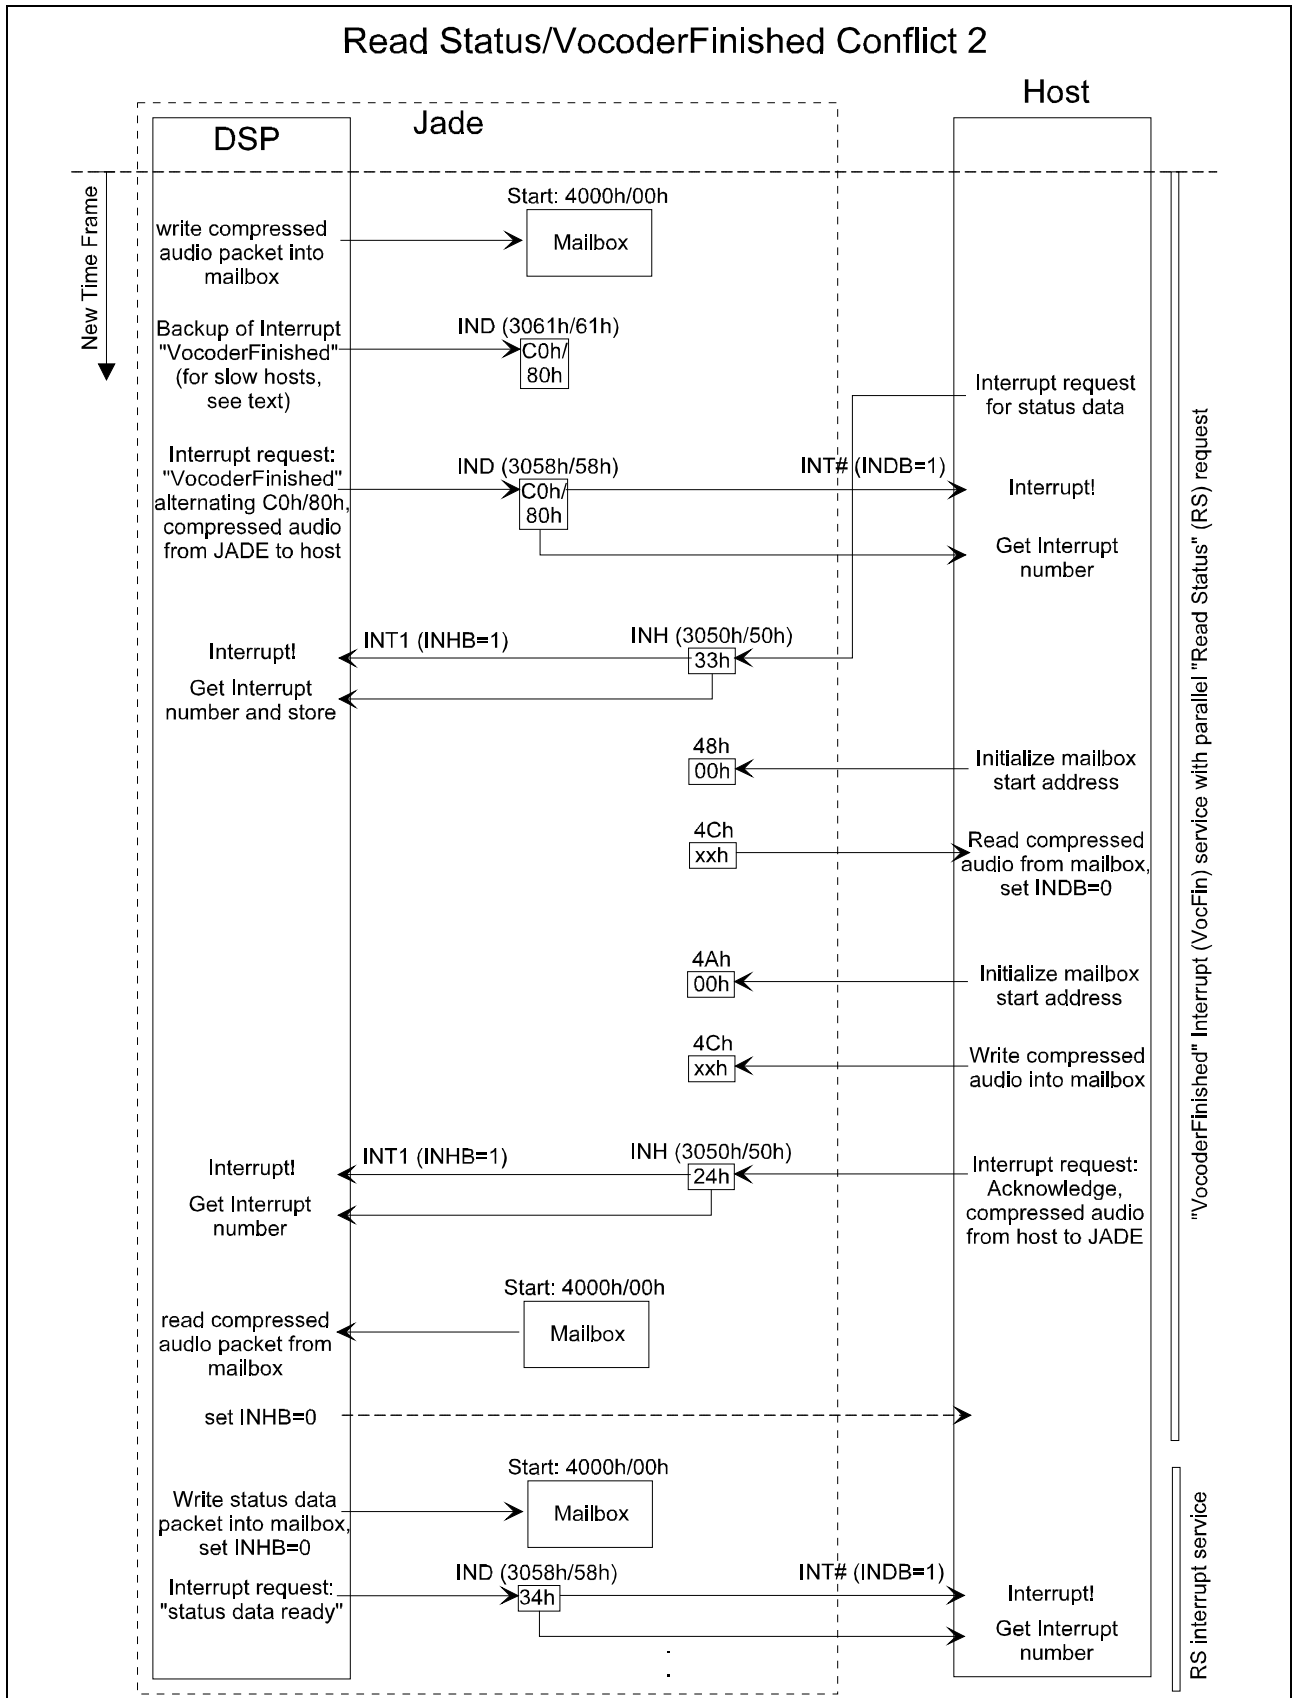 Read Status/VocoderFinished Conflict 2
Host
Jade
DSP
New Time Frame
Start: 4000h/00h
write compressed
audio packet into
mailbox
Mailbox
Backup of Interrupt
"VocoderFinished"
(for slow hosts,
see text)
IND (3061h/61h)
C0h/
80h
Interrupt request
for status data
Interrupt request:
"VocoderFinished"
alternating C0h/80h,
compressed audio
from JADE to host
IND (3058h/58h)
C0h/
80h
INT# (INDB=1)
Interrupt!
Get Interrupt
number
Interrupt!
INT1 (INHB=1)
INH (3050h/50h)
33h
Get Interrupt
number and store
48h
00h
Initialize mailbox
start address
4Ch
xxh
Read compressed
audio from mailbox,
set INDB=0
4Ah
00h
Initialize mailbox
start address
4Ch
xxh
Write compressed
audio into mailbox
Interrupt!
INT1 (INHB=1)
INH (3050h/50h)
24h
Interrupt request:
Acknowledge,
compressed audio
from host to JADE
Get Interrupt
number
Start: 4000h/00h
read compressed
audio packet from
mailbox
Mailbox
set INHB=0
"VocoderFinished" Interrupt (VocFin) service with parallel "Read Status" (RS) request
Start: 4000h/00h
Write status data
packet into mailbox,
set INHB=0
Mailbox
Interrupt request:
"status data ready"
IND (3058h/58h)
34h
INT# (INDB=1)
Interrupt!
Get Interrupt
number
RS interrupt service